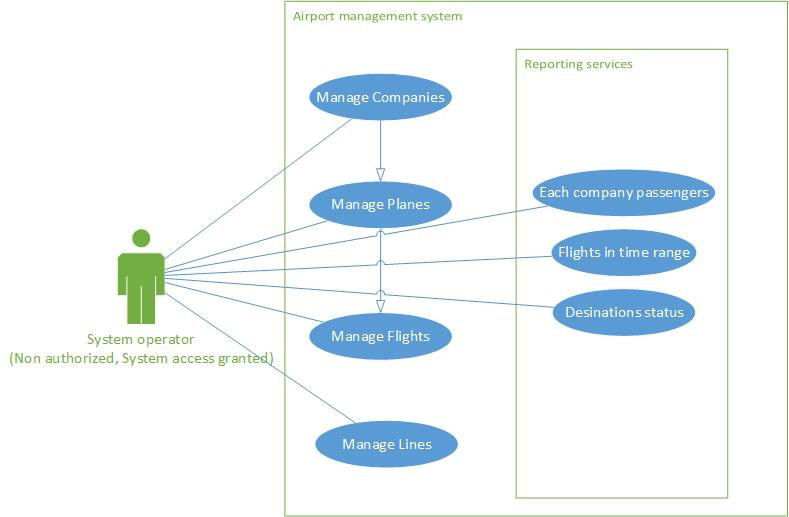 Airport management system
Reporting services
Manage Companies
Manage Planes
Each company passengers
Flights in time range
Desinations status
Manage Flights
Manage Lines
System operator
(Non authorized, System access granted)